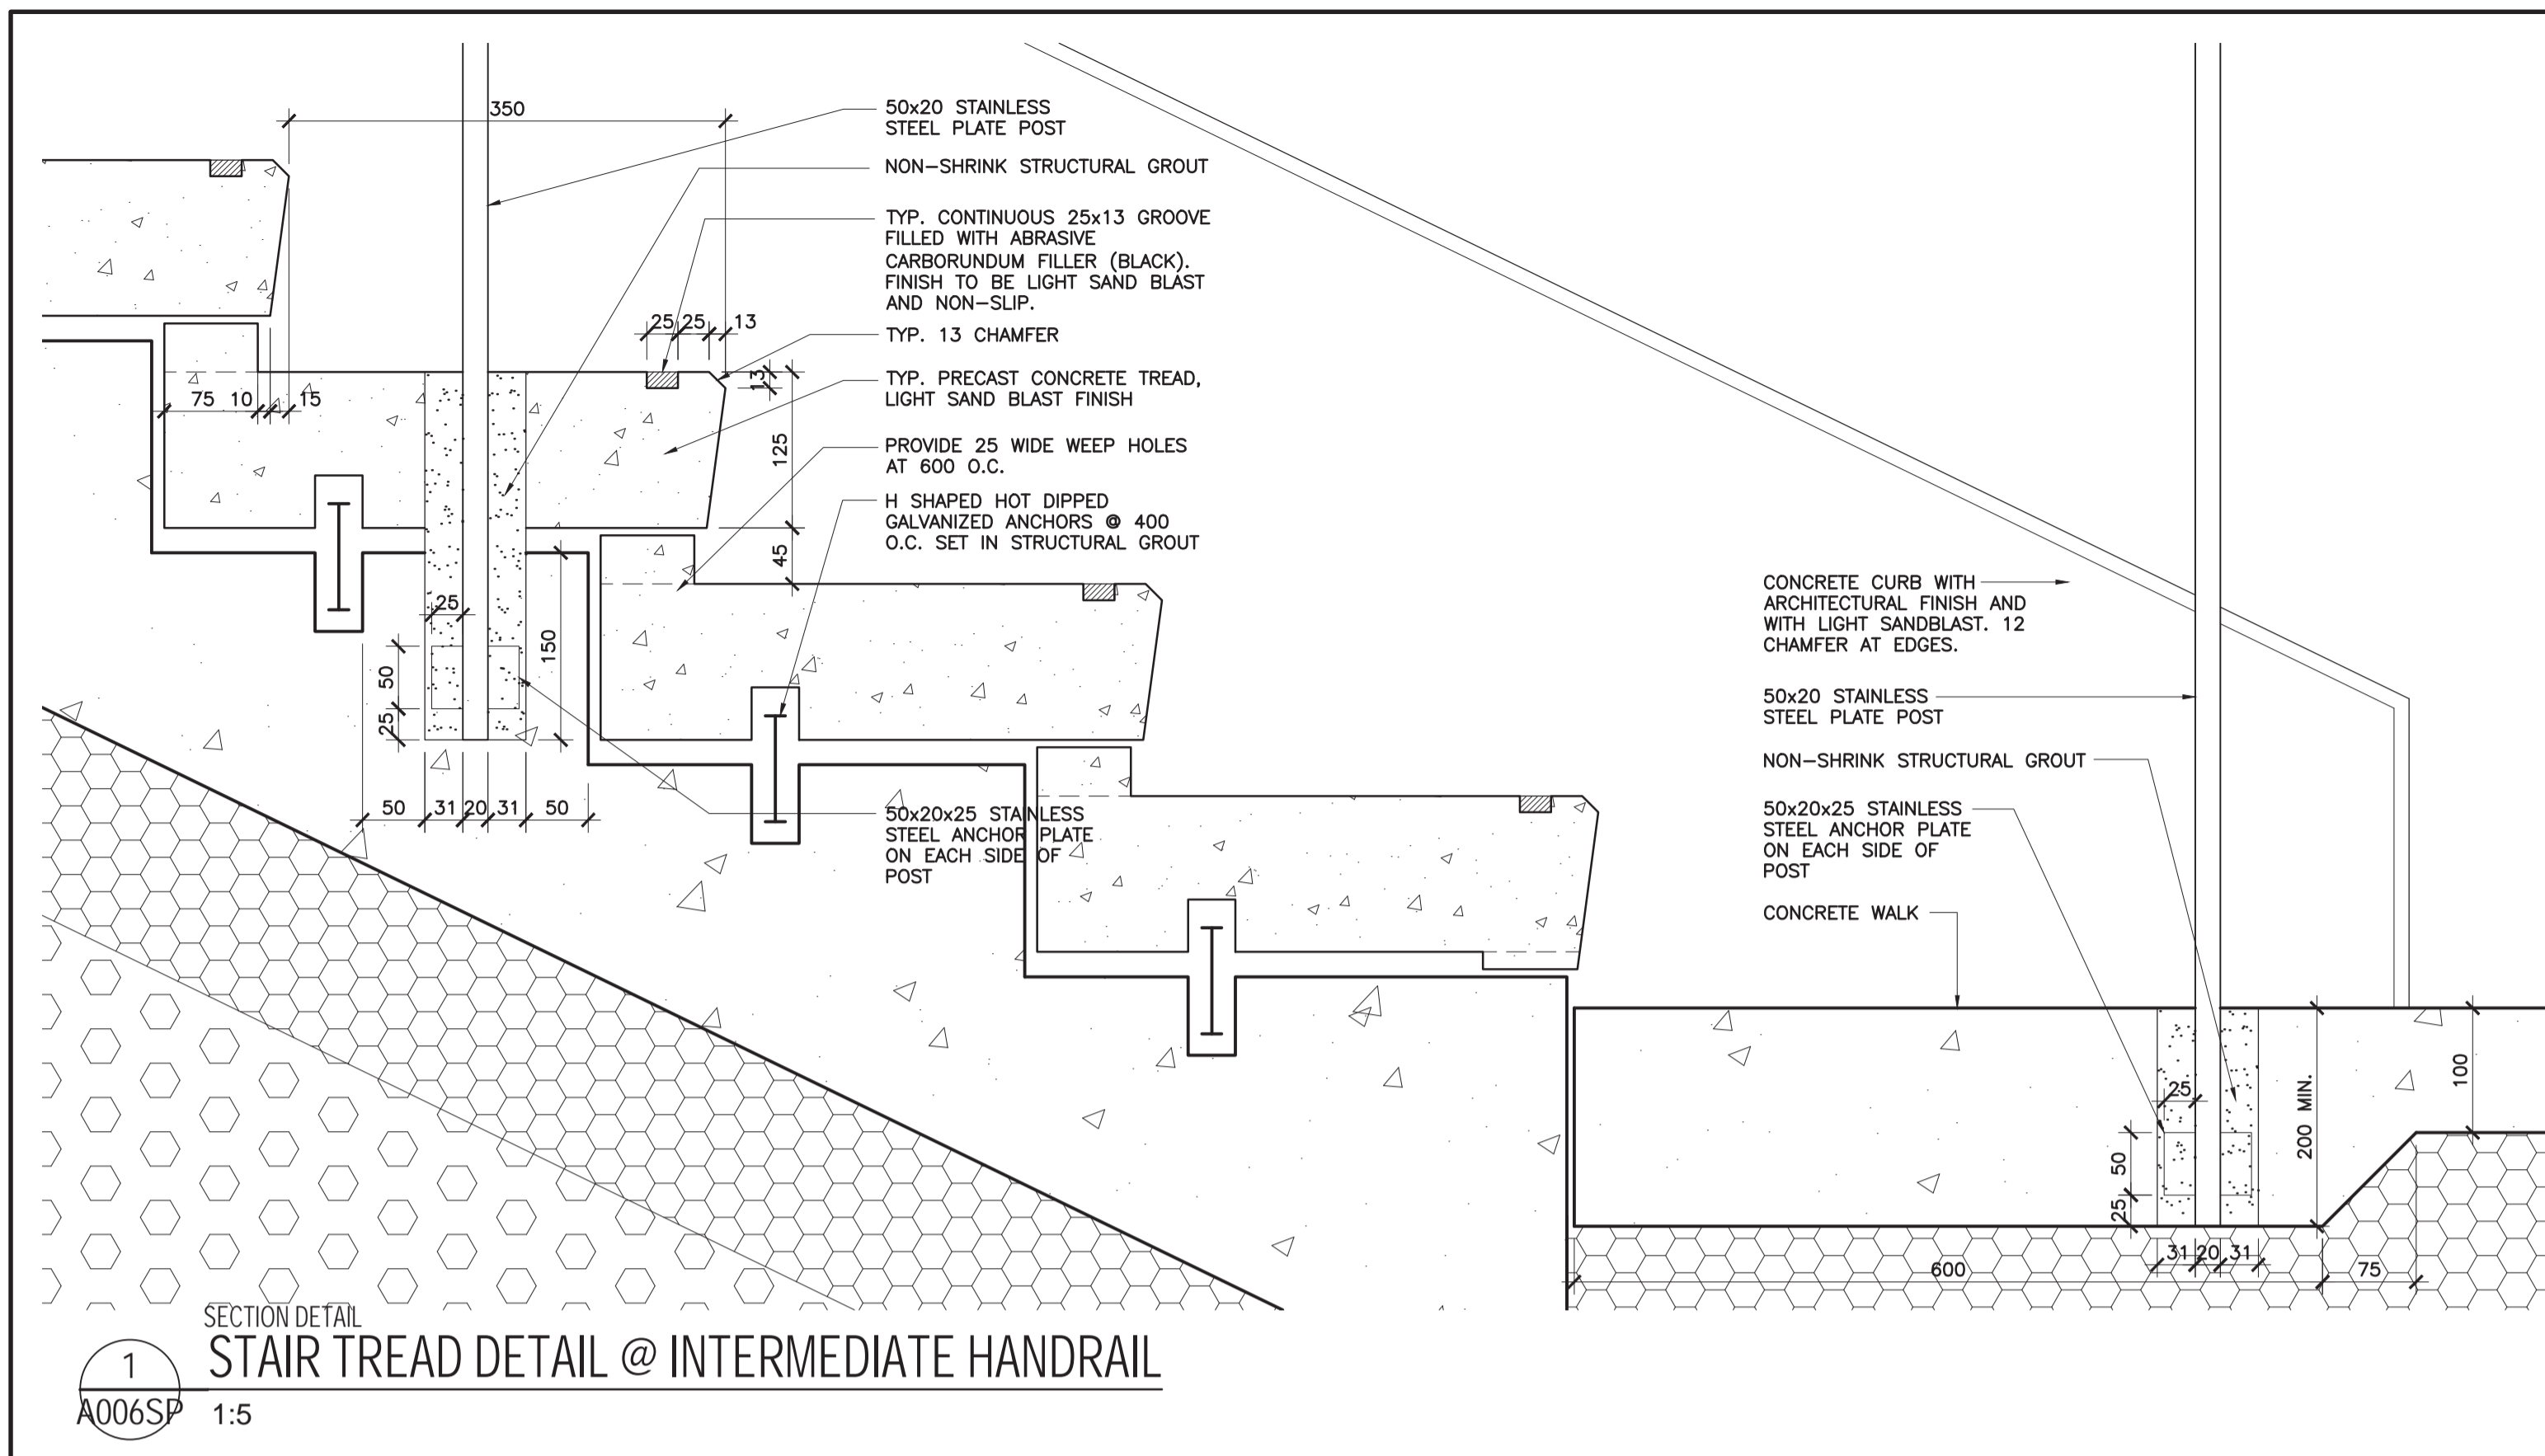 350
50x20 STAINLESS
STEEL PLATE POST
NON-SHRINK STRUCTURAL GROUT
TYP. CONTINUOUS 25x13 GROOVE
FILLED WITH ABRASIVE
CARBORUNDUM FILLER (BLACK).
FINISH TO BE LIGHT SAND BLAST
AND NON-SLIP.
25 25 13
TYP. 13 CHAMFER
13
TYP. PRECAST CONCRETE TREAD,
LIGHT SAND BLAST FINISH
75 10 15
125
PROVIDE 25 WIDE WEEP HOLES
AT 600 O.C.
H SHAPED HOT DIPPED
GALVANIZED ANCHORS @ 400
O.C. SET IN STRUCTURAL GROUT
45
25
150
50
25
50 31 20 31 50
50x20x25 STAINLESS
STEEL ANCHOR PLATE
ON EACH SIDE OF
POST
CONCRETE CURB WITH
ARCHITECTURAL FINISH AND
WITH LIGHT SANDBLAST. 12
CHAMFER AT EDGES.
50x20 STAINLESS
STEEL PLATE POST
NON-SHRINK STRUCTURAL GROUT
50x20x25 STAINLESS
STEEL ANCHOR PLATE
ON EACH SIDE OF
POST
CONCRETE WALK
25
200 MIN.
100
50
25
31 20 31
600
75
SECTION DETAIL
1
STAIR TREAD DETAIL @ INTERMEDIATE HANDRAIL
A006SP
1:5